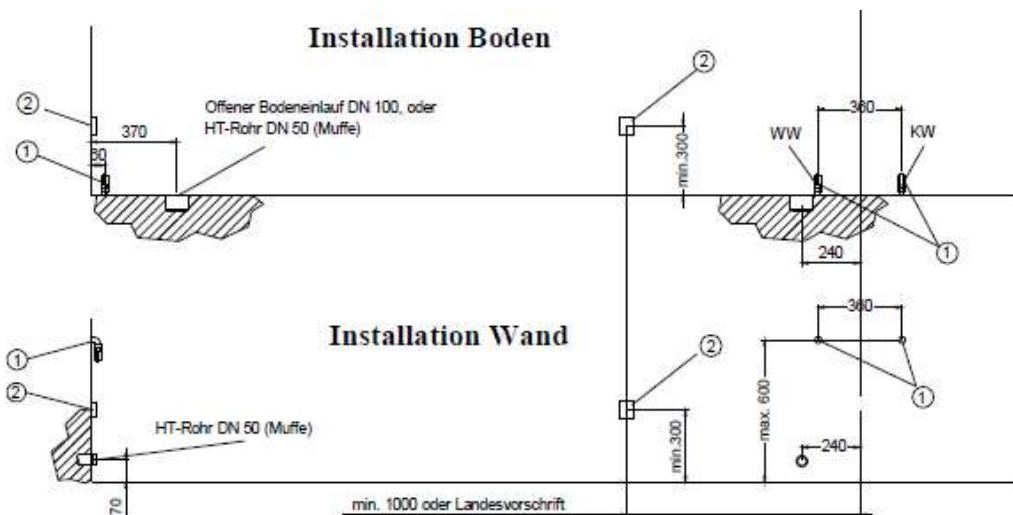 Installation Boden
2
2
Offener Bodeneinlauf DN 100, oder
HT-Rohr DN 50 (Muffe)
370
360
WW
KW
1
60
min.300
1
240
Installation Wand
360
1
2
2
1
max. 600
HT-Rohr DN 50 (Muffe)
min.300
240
70
min. 1000 oder Landesvorschrift